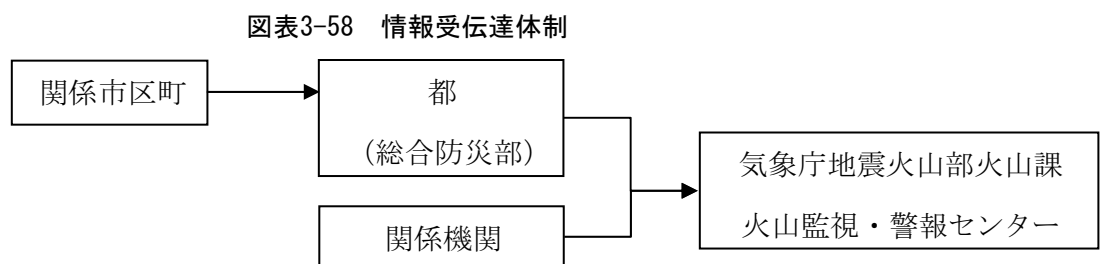 図表3-58　情報受伝達体制
関係市区町
都
(総合防災部)
関係機関
気象庁地震火山部火山課
火山監視・警報センター